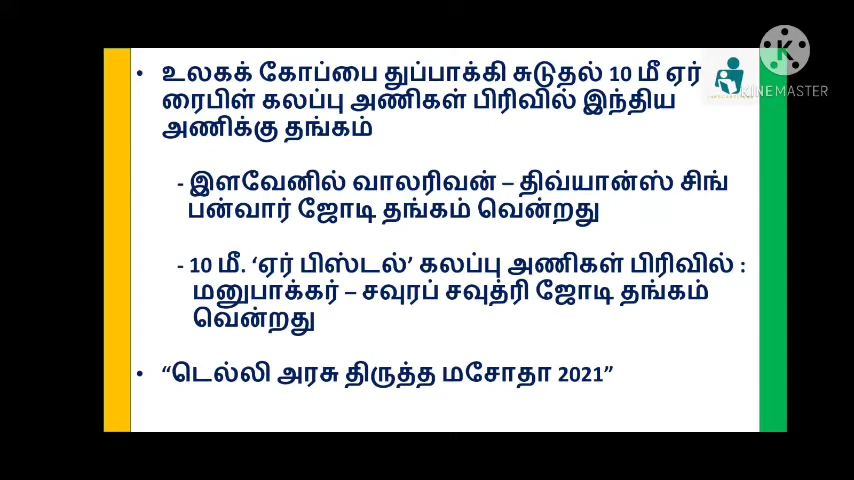 • உலகக் கோப்பை துப்பாக்கி சுடுதல் 10 மீ ஏர்
ரைபிள் கலப்பு அணிகள் பிரிவில் இந்திய
அணிக்கு தங்கம்
- இளவேனில் வாலரிவன் – திவ்யான்ஸ் சிங்
பன்வார் ஜோடி தங்கம் வென்றது
- 10 மீ. ‘ஏர் பிஸ்டல்’ கலப்பு அணிகள் பிரிவில் :
மனுபாக்கர் – சவுரப் சவுத்ரி ஜோடி தங்கம்
வென்றது
• “டெல்லி அரசு திருத்த மசோதா 2021”
K
KINEMASTER